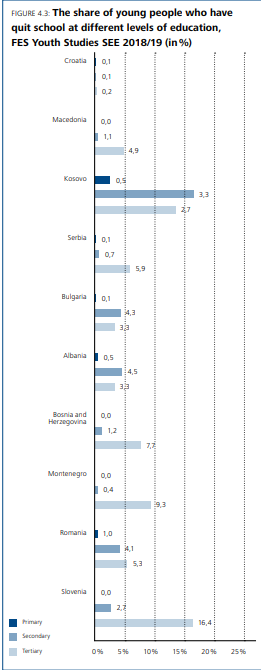 FIGURE 4.3: The share of young people who have
quit school at different levels of education,
FES Youth Studies SEE 2018/19 (in %)
Croatia
0,1
0,1
0,2
Macedonia
0,0
1,1
4,9
Kosovo
0,5
3,3
2,7
Serbia
0,1
0,7
5,9
Bulgaria
0,1
4,3
3,3
Albania
0,5
4,5
3,3
Bosnia and
Herzegovina
0,0
1,2
7,7
Montenegro
0,0
0,4
9,3
Romania
1,0
4,1
5,3
Slovenia
0,0
2,7
16,4
Primary
Secondary
Tertiary
0 % 5 % 10 % 15 % 20 % 25 %